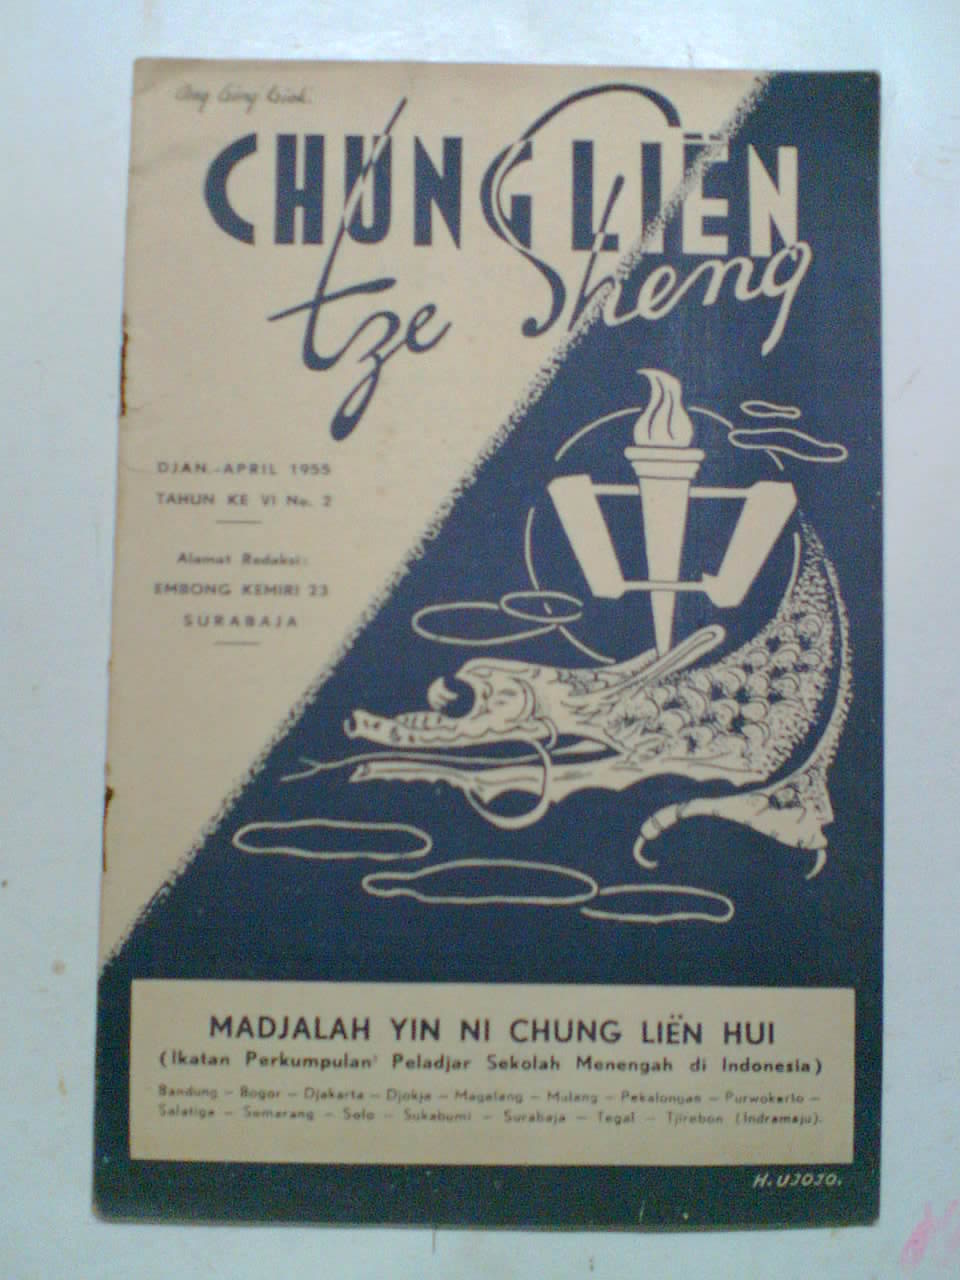 CHUNG LIËN
tze Sheng
DJAN.-APRIL 1955
TAHUN KE VI No. 2
Alamat Redaksi:
EMBONG KEMIRI 23
SURABAJA
MADJALAH YIN NI CHUNG LIËN HUI
(Ikatan Perkumpulan² Peladjar Sekolah Menengah di Indonesia)
Bandung – Bogor – Djakarta – Djokja – Magelang – Malang – Pekalongan – Purwokerto –
Salatiga – Semarang – Solo – Sukabumi – Surabaja – Tegal – Tjirebon (Indramaju).
H. UJOJO.